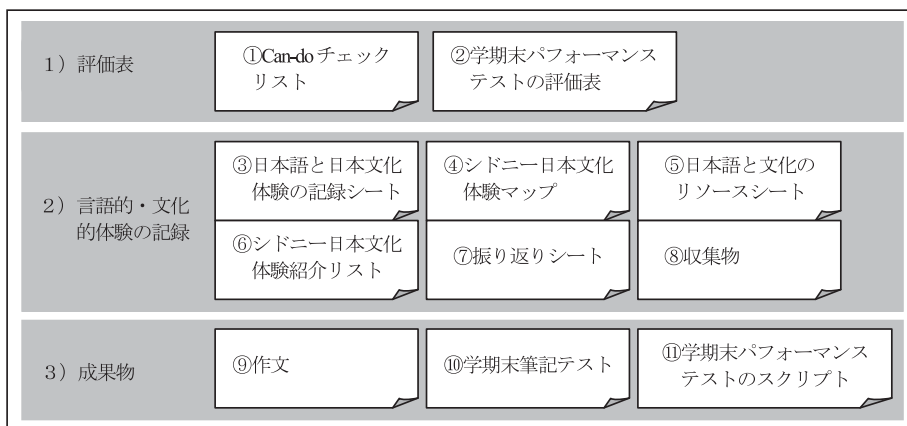 1）評価表
①Can-doチェック
リスト
②学期末パフォーマンス
テストの評価表
2）言語的・文化
的体験の記録
③日本語と日本文化
体験の記録シート
④シドニー日本文化
体験マップ
⑤日本語と文化の
リソースシート
⑥シドニー日本文化
体験紹介リスト
⑦振り返りシート
⑧収集物
3）成果物
⑨作文
⑩学期末筆記テスト
⑪学期末パフォーマンス
テストのスクリプト